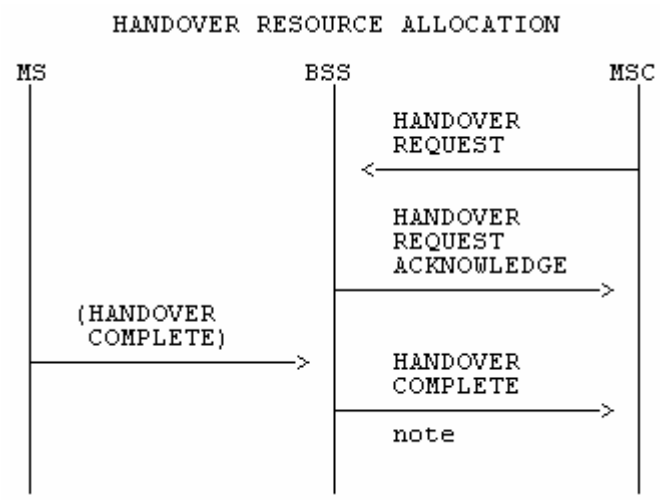 HANDOVER RESOURCE ALLOCATION
MS BSS MSC
HANDOVER
REQUEST
HANDOVER
REQUEST
ACKNOWLEDGE
(HANDOVER
COMPLETE)
HANDOVER
COMPLETE
note